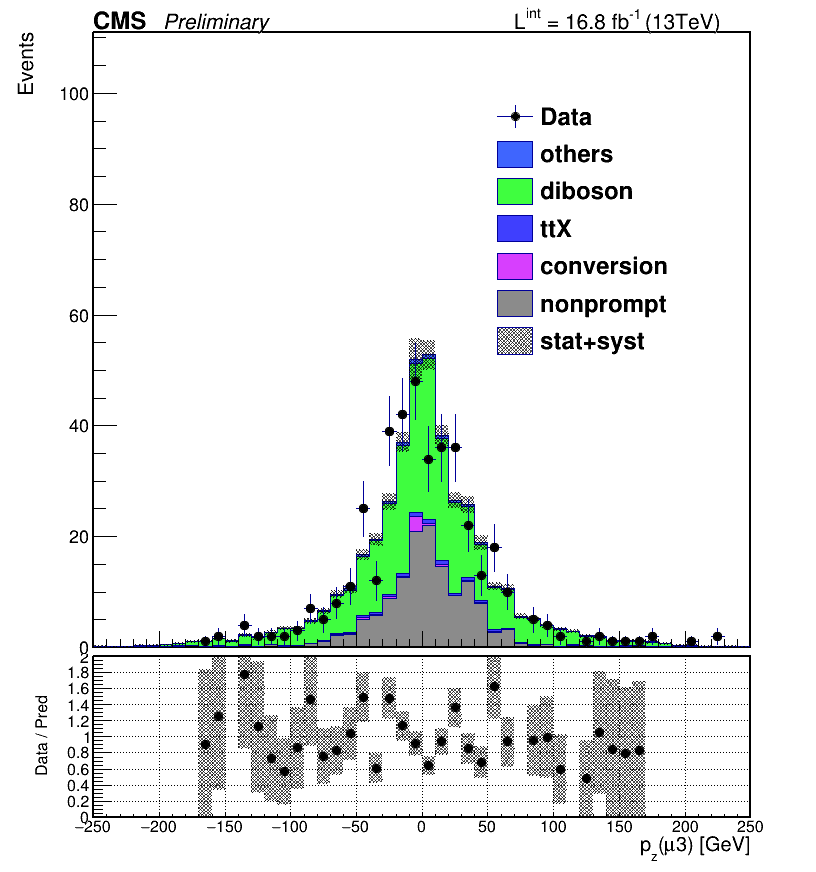 CMS Preliminary L^int = 16.8 fb^-1 (13TeV)
Events
100
80
60
40
20
0
Data
others
diboson
ttX
conversion
nonprompt
stat+syst
Data / Pred
2
1.8
1.6
1.4
1.2
1
0.8
0.6
0.4
0.2
0
−250 −200 −150 −100 −50 0 50 100 150 200 250
p_z(μ3) [GeV]